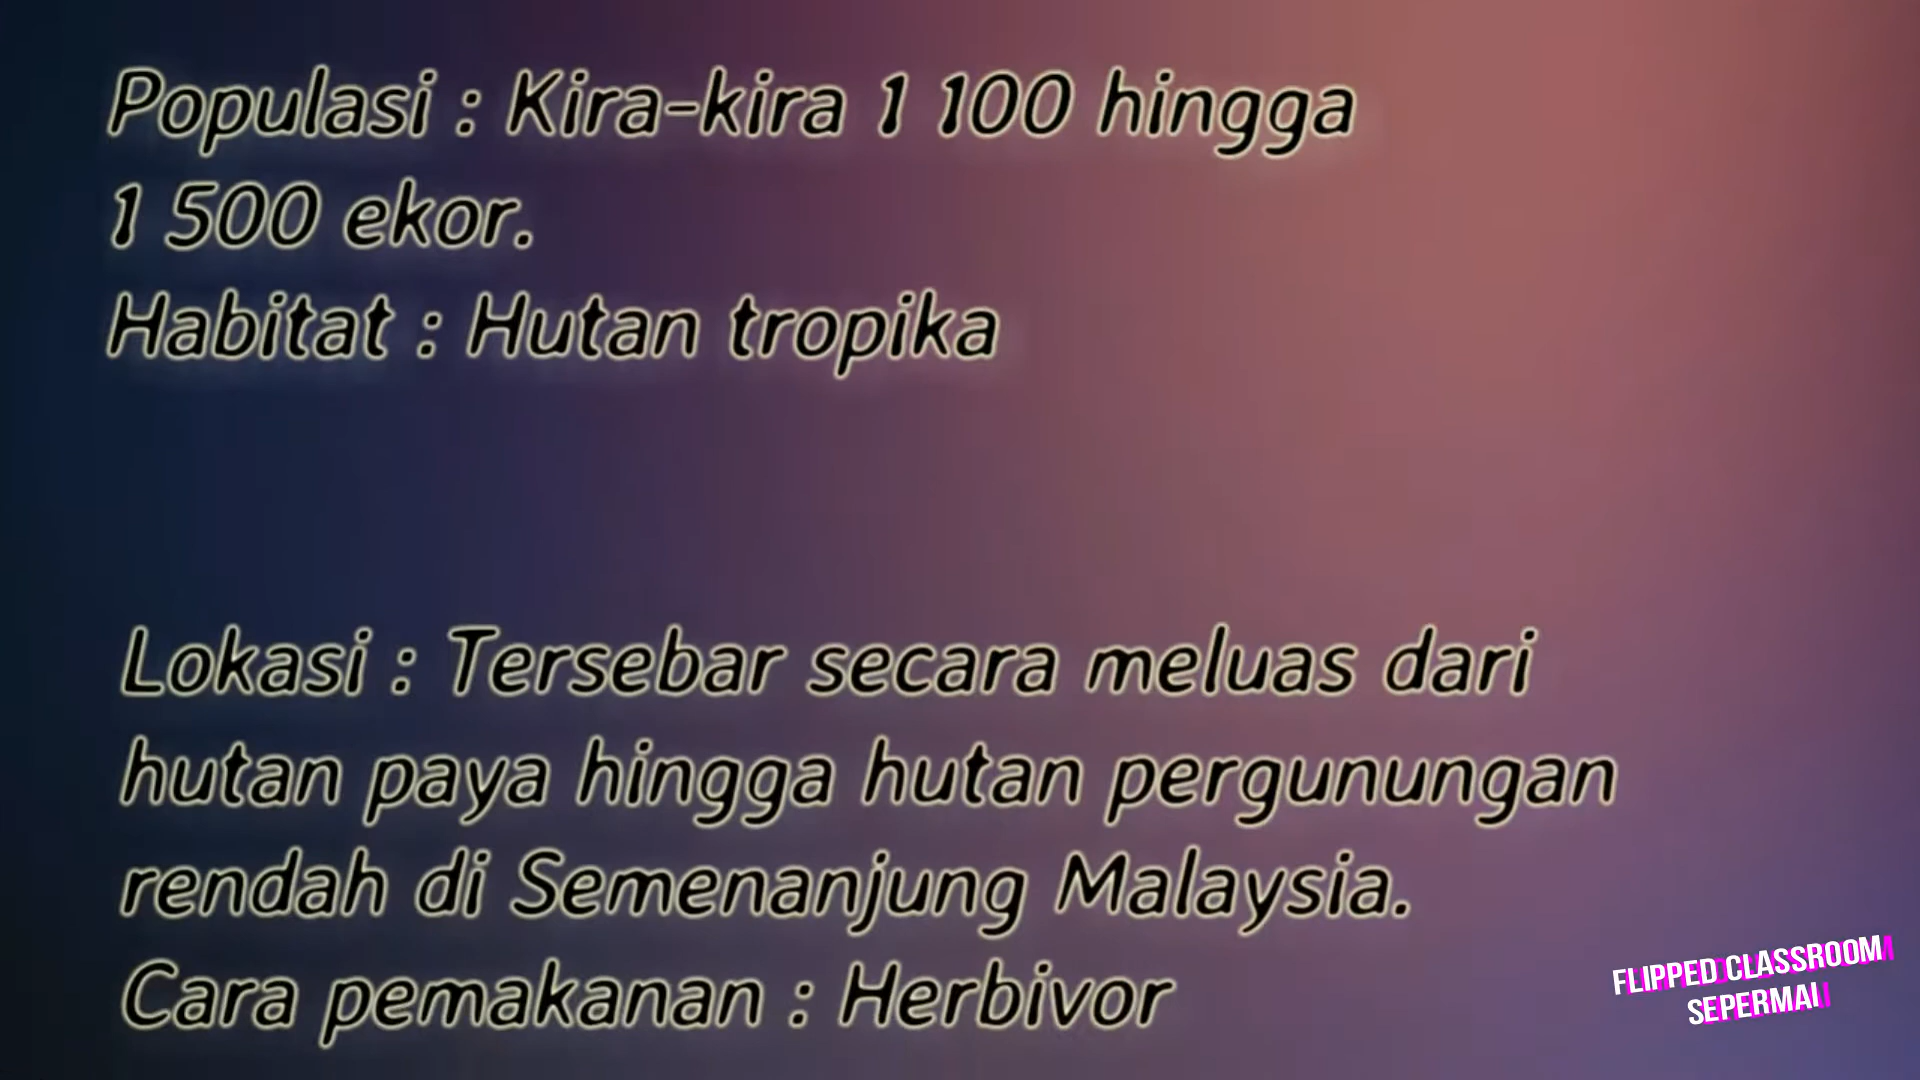 Populasi : Kira-kira 1 100 hingga
1 500 ekor.
Habitat : Hutan tropika
Lokasi : Tersebar secara meluas dari
hutan paya hingga hutan pergunungan
rendah di Semenanjung Malaysia.
Cara pemakanan : Herbivor
FLIPPED CLASSROOM
SEPERMAI